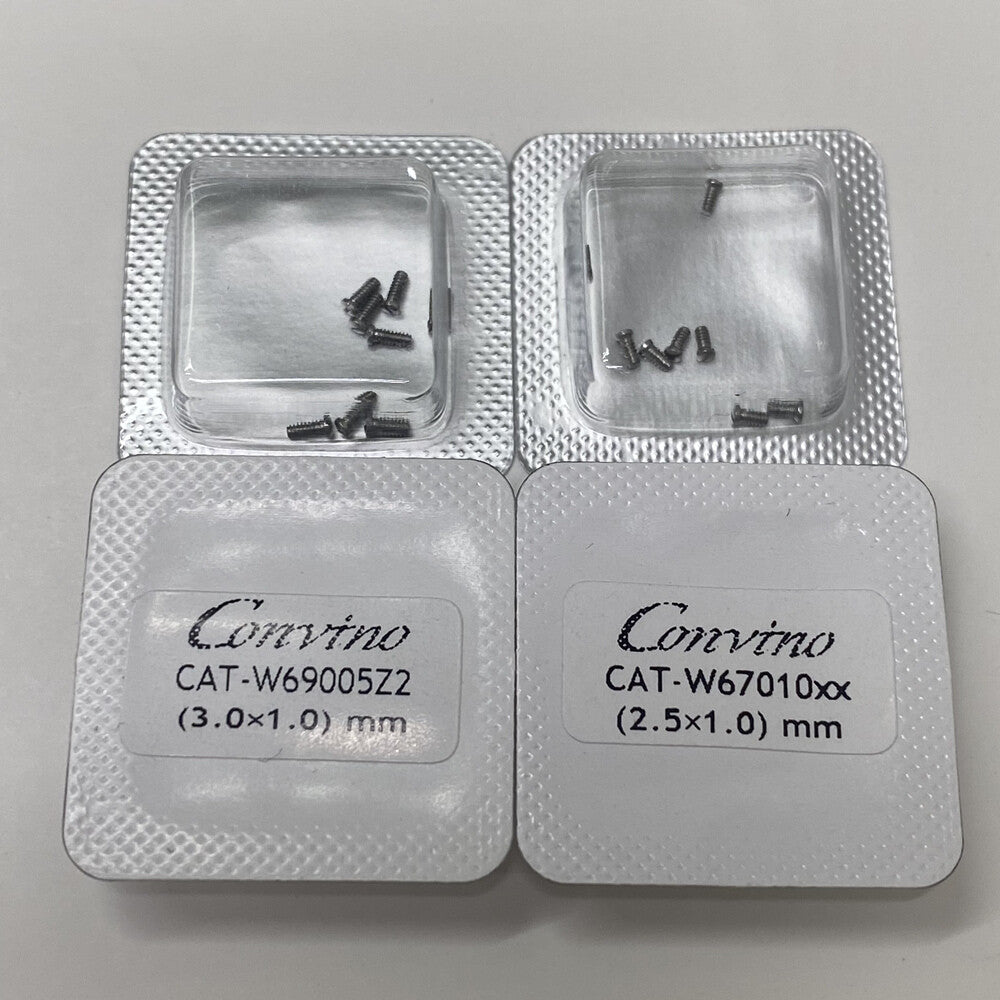 Convino
CAT-W69005Z2
(3.0×1.0) mm
Convino
CAT-W67010xx
(2.5×1.0) mm